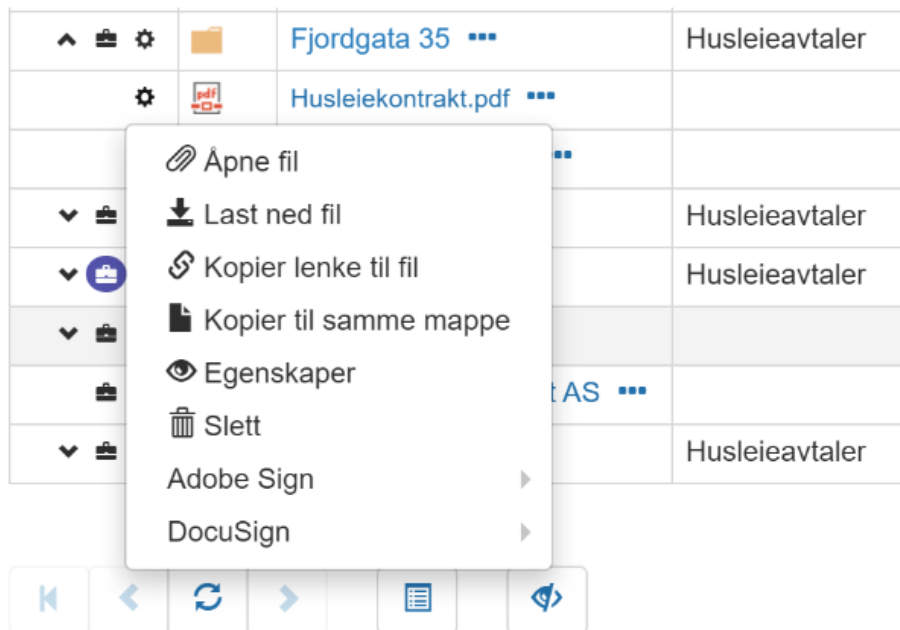 Fjordgata 35 Husleieavtaler
pdf Husleiekontrakt.pdf
Åpne fil
Last ned fil
Husleieavtaler
Kopier lenke til fil
Husleieavtaler
Kopier til samme mappe
Egenskaper
AS
Slett
Husleieavtaler
Adobe Sign
DocuSign